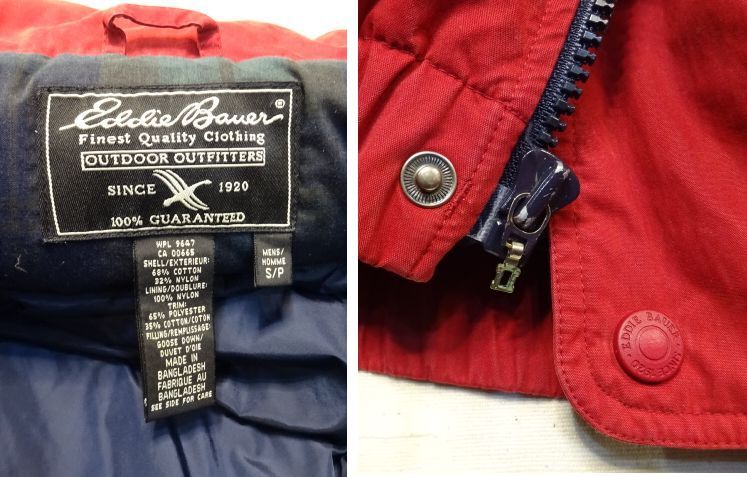 Eddie Bauer®
Finest Quality Clothing
OUTDOOR OUTFITTERS
SINCE 1920
100% GUARANTEED
WPL 9647
CA 00665
SHELL/EXTERIEUR:
68% COTTON
32% NYLON
LINING/DOUBLURE:
100% NYLON
TRIM:
65% POLYESTER
35% COTTON/COTON
FILLING/REMPLISSAGE:
GOOSE DOWN/
DUVET D'OIE
MADE IN
BANGLADESH
FABRIQUE AU
BANGLADESH
SEE SIDE FOR CARE
MENS/
HOMME
S/P
EDDIE BAUER
SINCE 1920